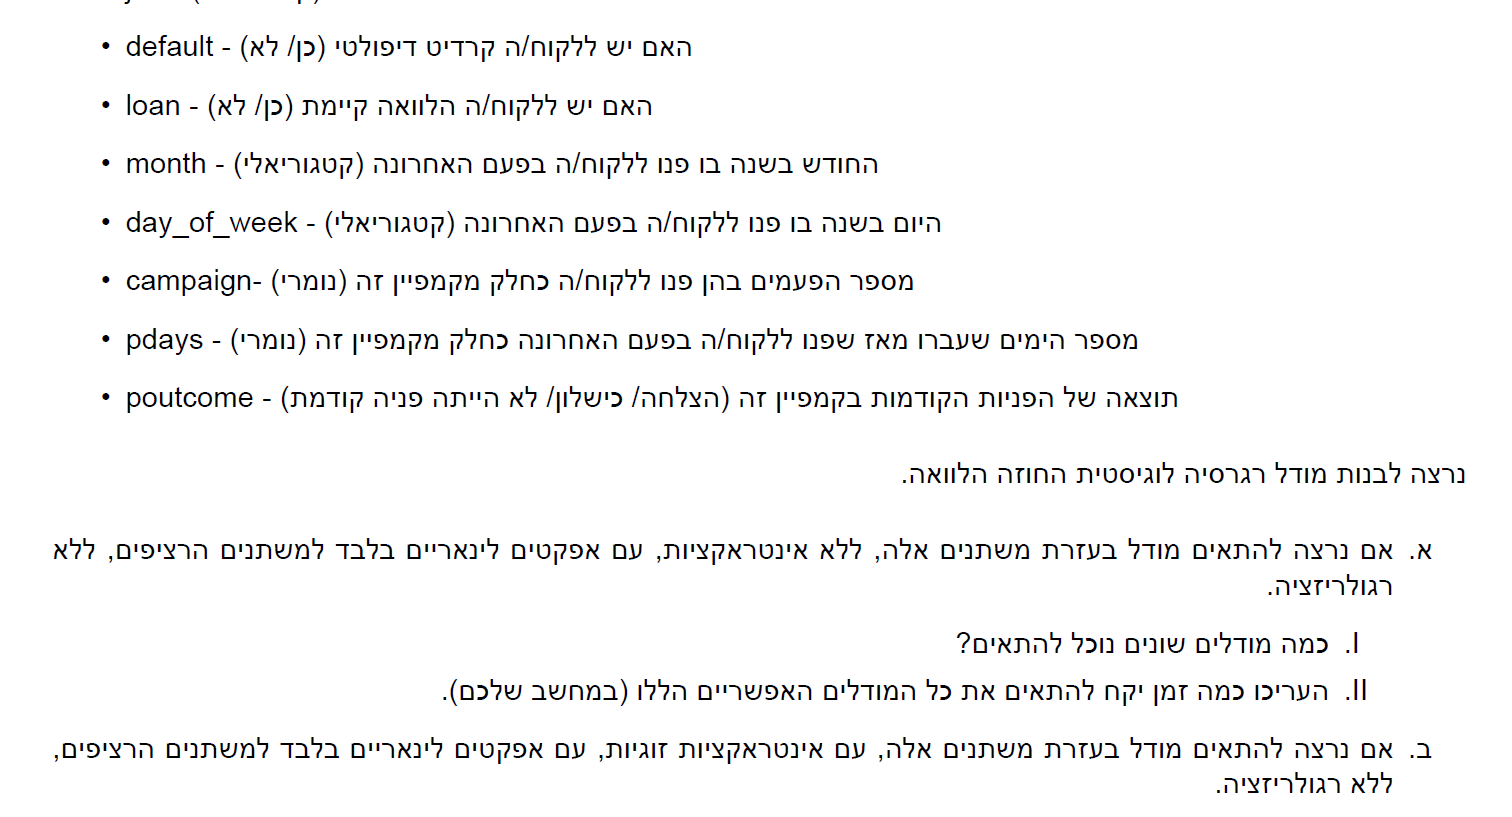 • default - האם יש ללקוח/ה קרדיט דיפולטי (כן/ לא)
• loan - האם יש ללקוח/ה הלוואה קיימת (כן/ לא)
• month - החודש בשנה בו פנו ללקוח/ה בפעם האחרונה (קטגוריאלי)
• day_of_week - היום בשנה בו פנו ללקוח/ה בפעם האחרונה (קטגוריאלי)
• campaign- מספר הפעמים בהן פנו ללקוח/ה כחלק מקמפיין זה (נומרי)
• pdays - מספר הימים שעברו מאז שפנו ללקוח/ה בפעם האחרונה כחלק מקמפיין זה (נומרי)
• poutcome - תוצאה של הפניות הקודמות בקמפיין זה (הצלחה/ כישלון/ לא הייתה פניה קודמת)
נרצה לבנות מודל רגרסיה לוגיסטית החוזה הלוואה.
א. אם נרצה להתאים מודל בעזרת משתנים אלה, ללא אינטראקציות, עם אפקטים לינאריים בלבד למשתנים הרציפים, ללא
רגולריזציה.
I. כמה מודלים שונים נוכל להתאים?
II. העריכו כמה זמן יקח להתאים את כל המודלים האפשריים הללו (במחשב שלכם).
ב. אם נרצה להתאים מודל בעזרת משתנים אלה, עם אינטראקציות זוגיות, עם אפקטים לינאריים בלבד למשתנים הרציפים,
ללא רגולריזציה.